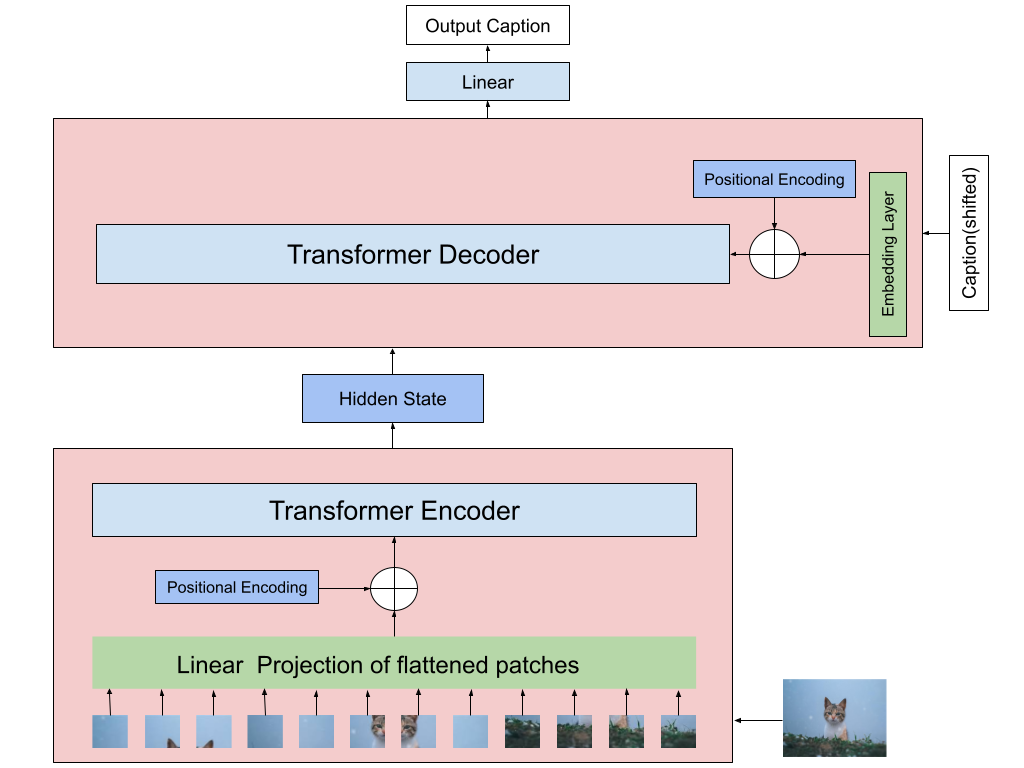 Output Caption
Linear
Positional Encoding
Transformer Decoder
Embedding Layer
Caption(shifted)
Hidden State
Transformer Encoder
Positional Encoding
Linear  Projection of flattened patches